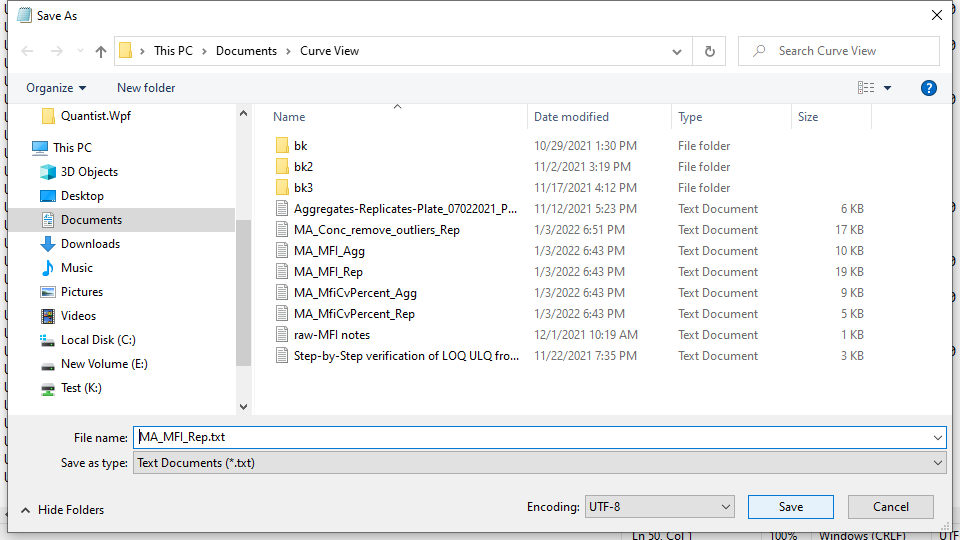 Save As
This PC > Documents > Curve View
Search Curve View
Organize
New folder
?
Quantist.Wpf
This PC
3D Objects
Desktop
Documents
Downloads
Music
Pictures
Videos
Local Disk (C:)
New Volume (E:)
Test (K:)
Name Date modified Type Size
bk 10/29/2021 1:30 PM File folder
bk2 11/2/2021 3:19 PM File folder
bk3 11/17/2021 4:12 PM File folder
Aggregates-Replicates-Plate_07022021_P... 11/12/2021 5:23 PM Text Document 6 KB
MA_Conc_remove_outliers_Rep 1/3/2022 6:51 PM Text Document 17 KB
MA_MFI_Agg 1/3/2022 6:43 PM Text Document 10 KB
MA_MFI_Rep 1/3/2022 6:43 PM Text Document 19 KB
MA_MfiCvPercent_Agg 1/3/2022 6:43 PM Text Document 9 KB
MA_MfiCvPercent_Rep 1/3/2022 6:43 PM Text Document 5 KB
raw-MFI notes 12/1/2021 10:19 AM Text Document 1 KB
Step-by-Step verification of LOQ ULQ fro... 11/22/2021 7:35 PM Text Document 3 KB
File name: MA_MFI_Rep.txt
Save as type: Text Documents (*.txt)
Hide Folders
Encoding: UTF-8
Save
Cancel
Ln 50, Col 1 100% Windows (CRLF) UTF